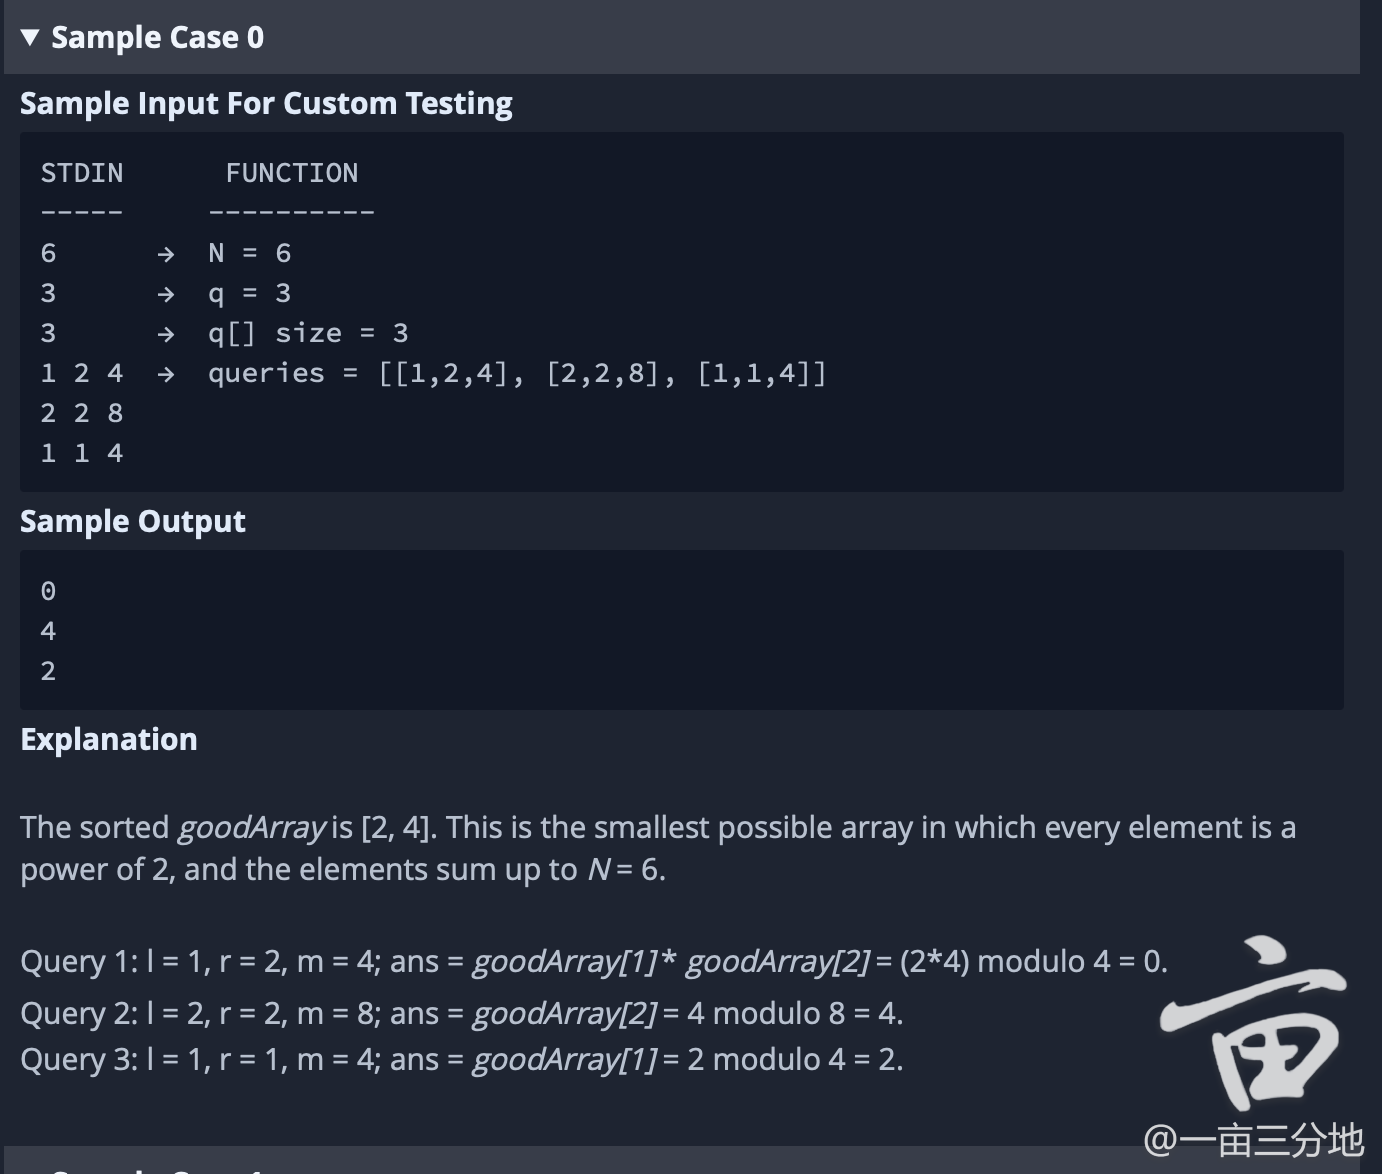 ▼ Sample Case 0
Sample Input For Custom Testing
STDIN      FUNCTION
-----     ----------
6      →  N = 6
3      →  q = 3
3      →  q[] size = 3
1 2 4  →  queries = [[1,2,4], [2,2,8], [1,1,4]]
2 2 8
1 1 4
Sample Output
0
4
2
Explanation
The sorted goodArray is [2, 4]. This is the smallest possible array in which every element is a
power of 2, and the elements sum up to N = 6.
Query 1: l = 1, r = 2, m = 4; ans = goodArray[1] * goodArray[2] = (2*4) modulo 4 = 0.
Query 2: l = 2, r = 2, m = 8; ans = goodArray[2] = 4 modulo 8 = 4.
Query 3: l = 1, r = 1, m = 4; ans = goodArray[1] = 2 modulo 4 = 2.
亩
@一亩三分地